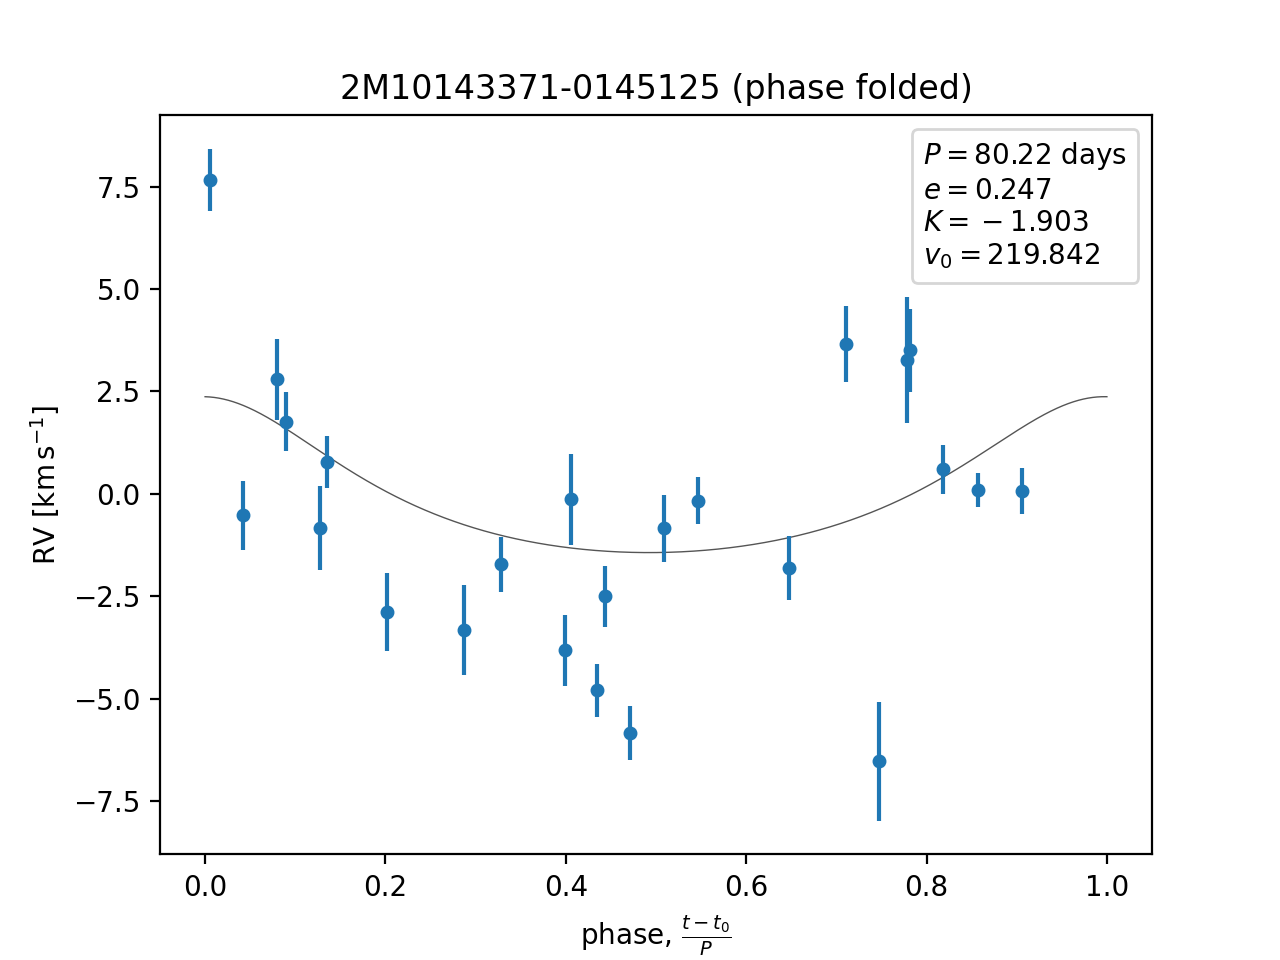 2M10143371-0145125 (phase folded)
P = 80.22 days
e = 0.247
K = −1.903
v₀ = 219.842
RV [km s⁻¹]
7.5
5.0
2.5
0.0
−2.5
−5.0
−7.5
0.0 0.2 0.4 0.6 0.8 1.0
phase, (t − t₀)/P